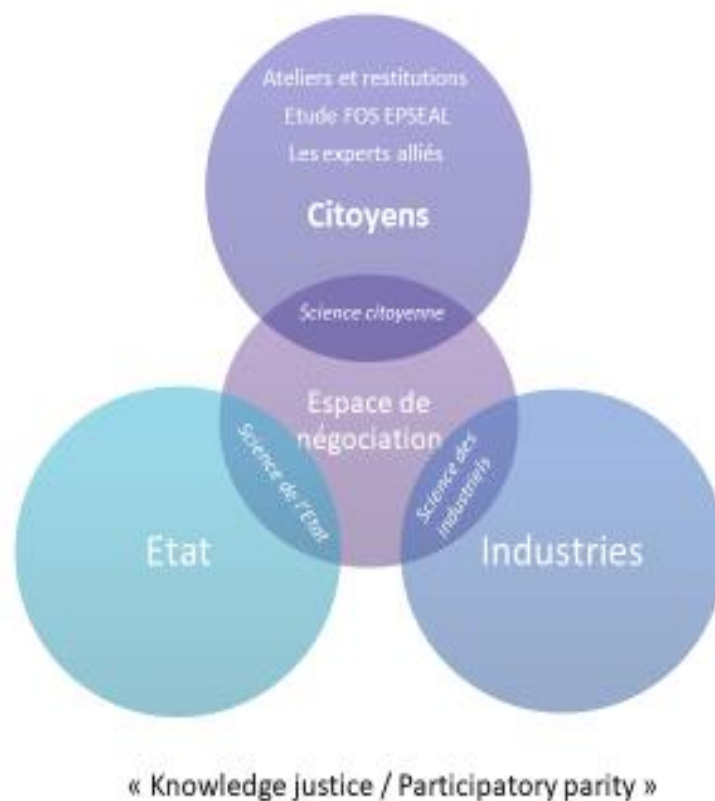 Ateliers et restitutions
Etude FOS EPSEAL
Les experts alliés
Citoyens
Science citoyenne
Espace de
négociation
Science de l'Etat
Science des
industriels
Etat
Industries
« Knowledge justice / Participatory parity »